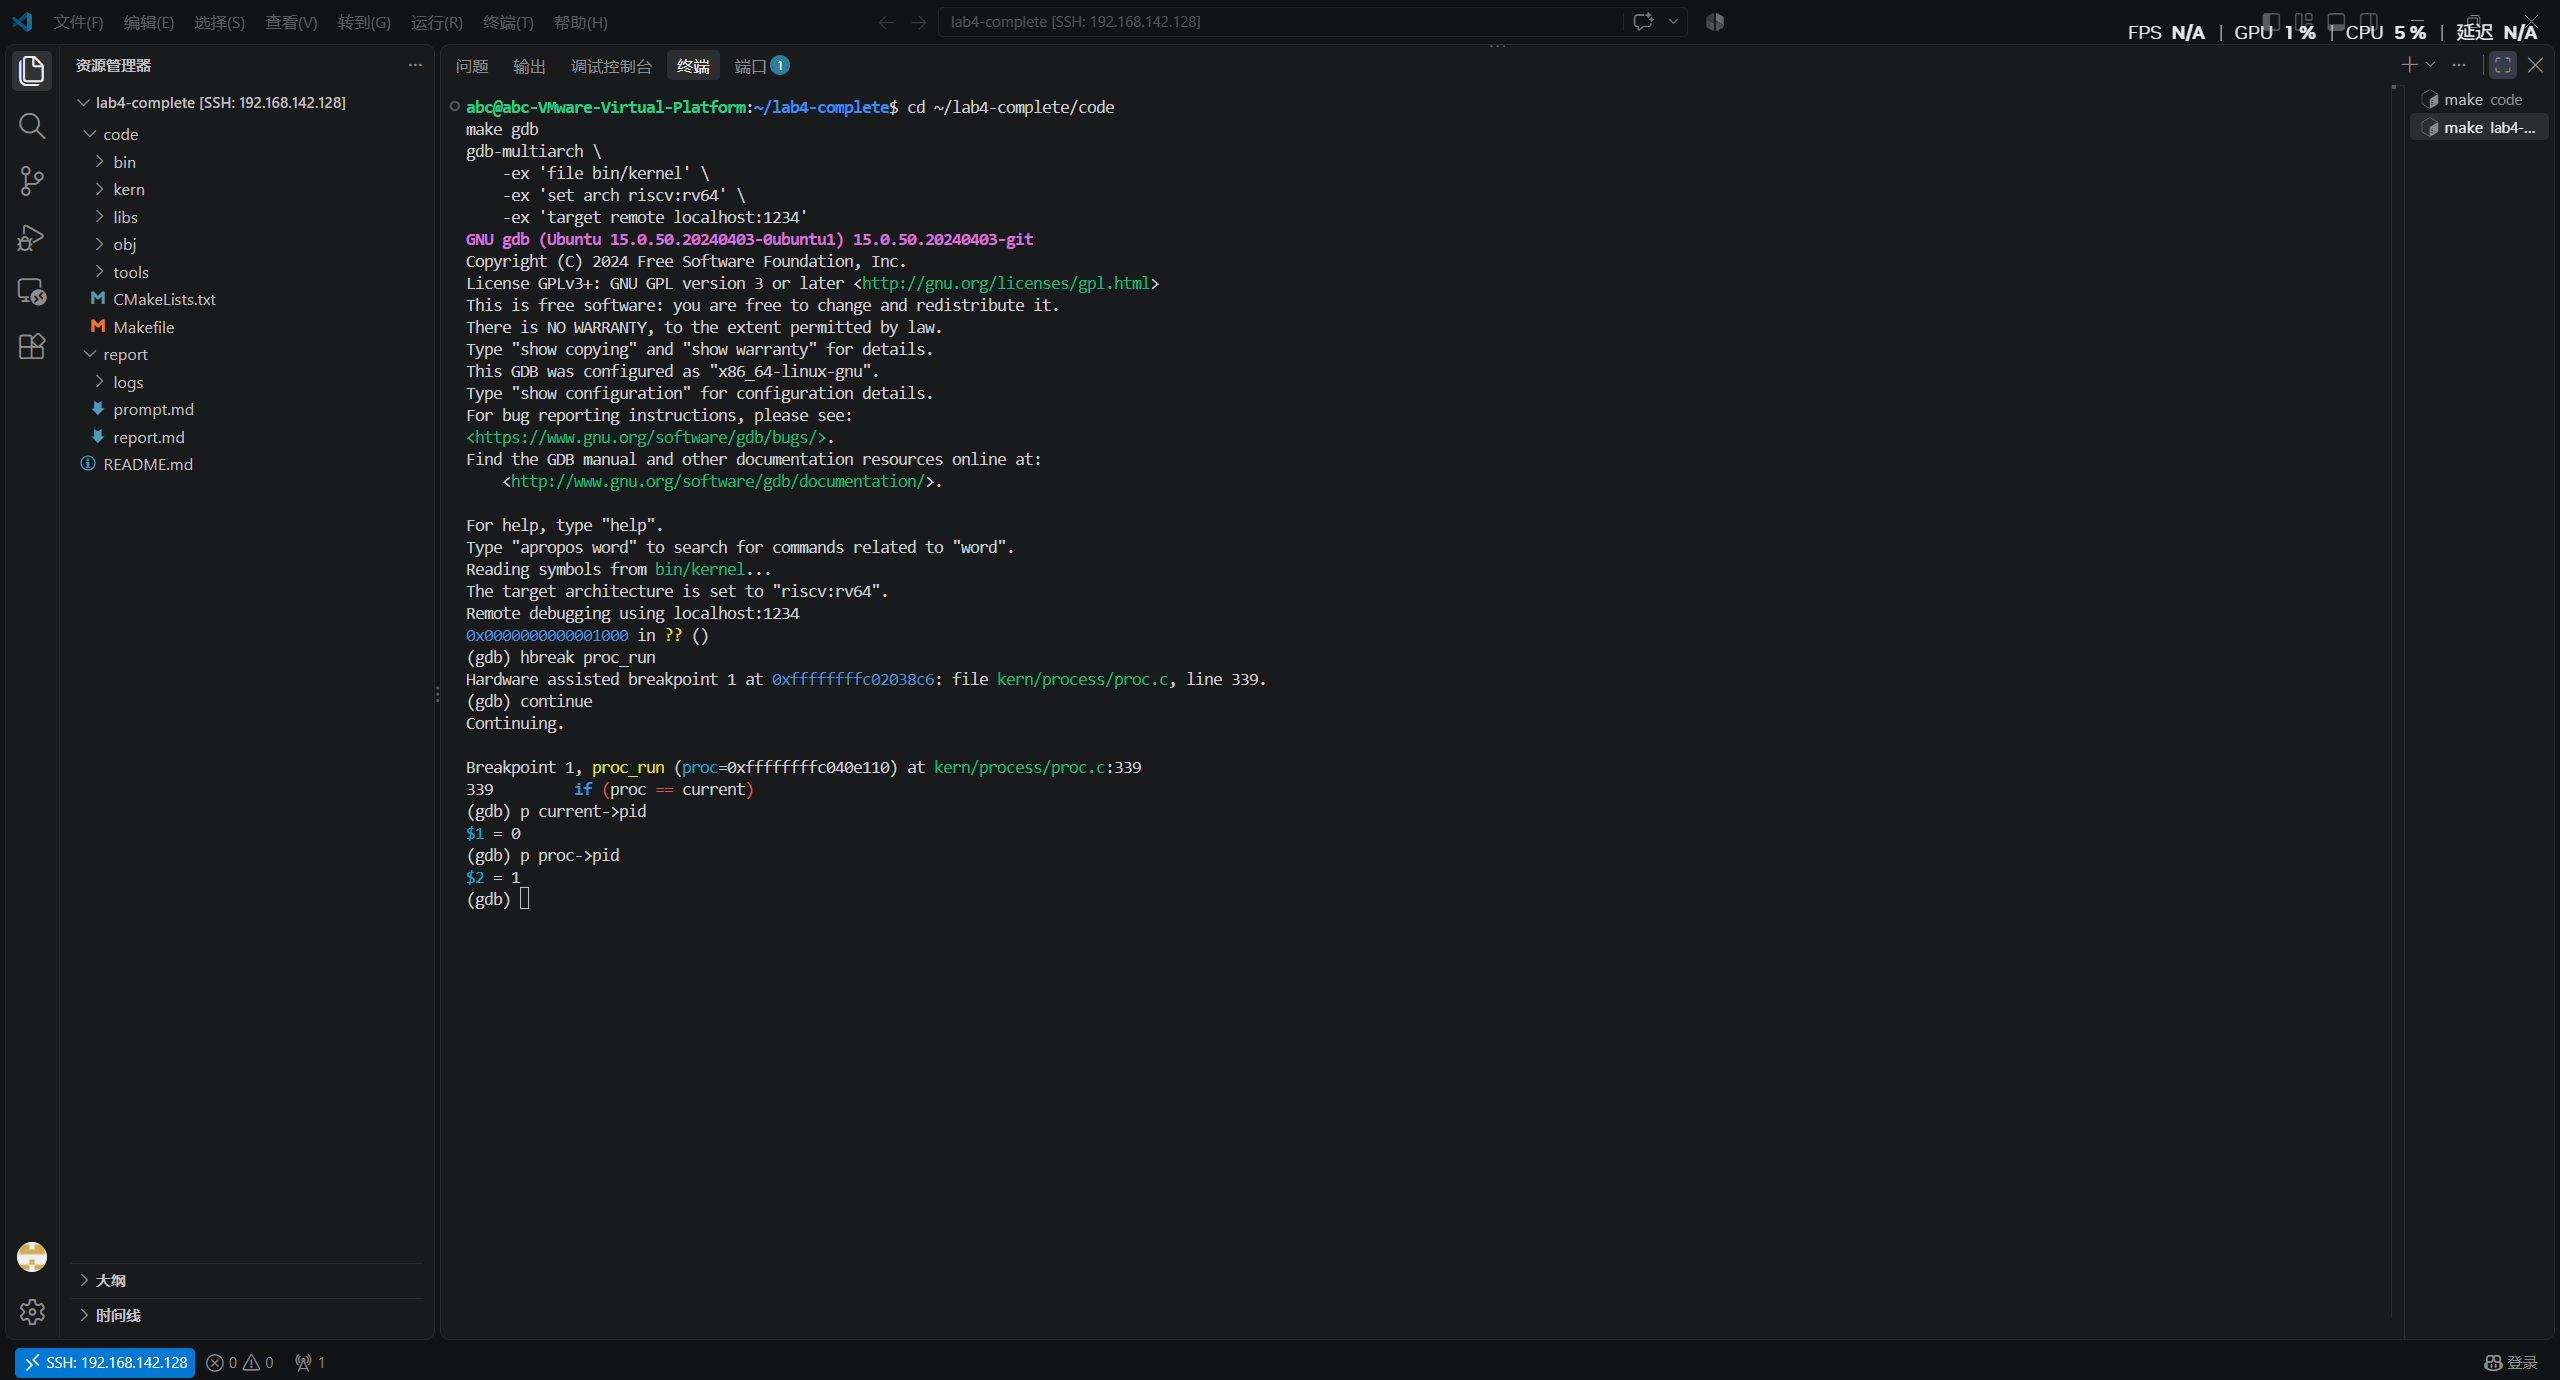 文件(F) 编辑(E) 选择(S) 查看(V) 转到(G) 运行(R) 终端(T) 帮助(H)
lab4-complete [SSH: 192.168.142.128]
FPS N/A | GPU 1 % | CPU 5 % | 延迟 N/A
资源管理器
lab4-complete [SSH: 192.168.142.128]
code
bin
kern
libs
obj
tools
CMakeLists.txt
Makefile
report
logs
prompt.md
report.md
README.md
大纲
时间线
问题 输出 调试控制台 终端 端口 1
abc@abc-VMware-Virtual-Platform:~/lab4-complete$ cd ~/lab4-complete/code
make gdb
gdb-multiarch \
    -ex 'file bin/kernel' \
    -ex 'set arch riscv:rv64' \
    -ex 'target remote localhost:1234'
GNU gdb (Ubuntu 15.0.50.20240403-0ubuntu1) 15.0.50.20240403-git
Copyright (C) 2024 Free Software Foundation, Inc.
License GPLv3+: GNU GPL version 3 or later <http://gnu.org/licenses/gpl.html>
This is free software: you are free to change and redistribute it.
There is NO WARRANTY, to the extent permitted by law.
Type "show copying" and "show warranty" for details.
This GDB was configured as "x86_64-linux-gnu".
Type "show configuration" for configuration details.
For bug reporting instructions, please see:
<https://www.gnu.org/software/gdb/bugs/>.
Find the GDB manual and other documentation resources online at:
    <http://www.gnu.org/software/gdb/documentation/>.
For help, type "help".
Type "apropos word" to search for commands related to "word".
Reading symbols from bin/kernel...
The target architecture is set to "riscv:rv64".
Remote debugging using localhost:1234
0x0000000000001000 in ?? ()
(gdb) hbreak proc_run
Hardware assisted breakpoint 1 at 0xffffffffc02038c6: file kern/process/proc.c, line 339.
(gdb) continue
Continuing.
Breakpoint 1, proc_run (proc=0xffffffffc040e110) at kern/process/proc.c:339
339         if (proc == current)
(gdb) p current->pid
$1 = 0
(gdb) p proc->pid
$2 = 1
(gdb)
make code
make lab4-...
SSH: 192.168.142.128 0 0 1
登录